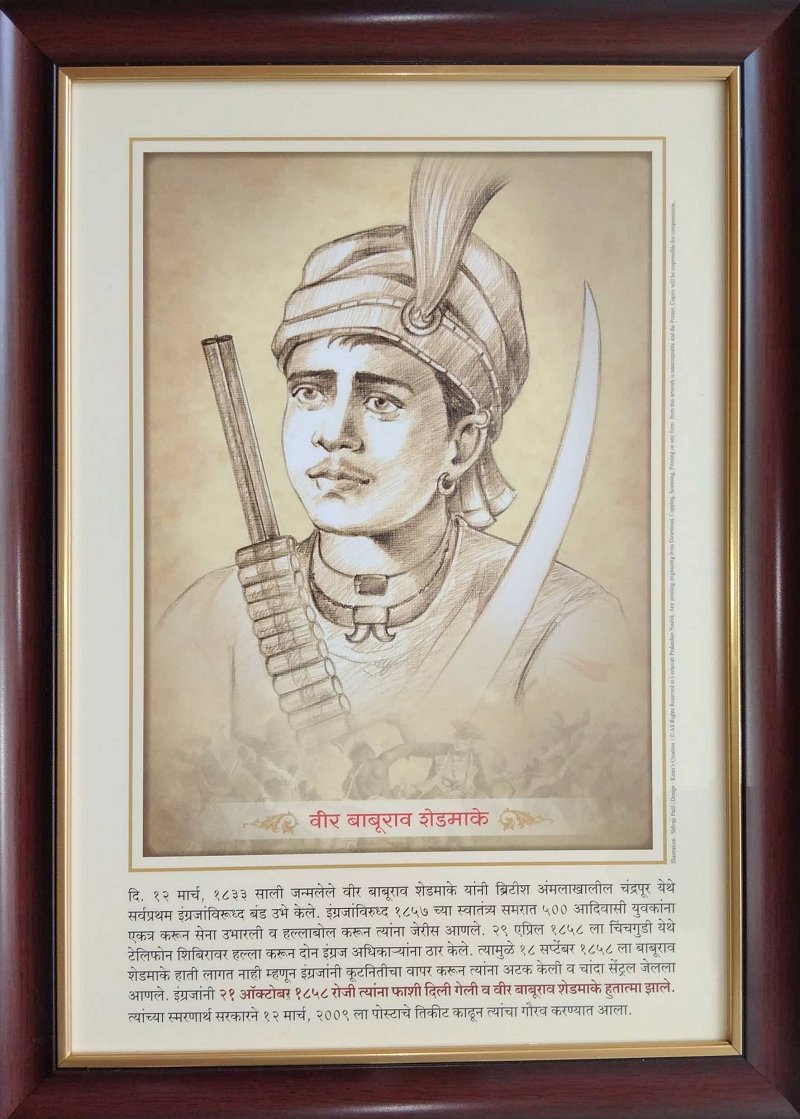 वीर बाबूराव शेडमाके
दि. १२ मार्च, १८३३ साली जन्मलेले वीर बाबूराव शेडमाके यांनी ब्रिटीश अंमलाखालील चंद्रपूर येथे
सर्वप्रथम इंग्रजांविरूध्द बंड उभे केले. इंग्रजांविरुध्द १८५७ च्या स्वातंत्र्य समरात ५०० आदिवासी युवकांना
एकत्र करून सेना उभारली व हल्लाबोल करून त्यांना जेरीस आणले. २९ एप्रिल १८५८ ला चिंचगुडी येथे
टेलिफोन शिबिरावर हल्ला करून दोन इंग्रज अधिकाऱ्यांना ठार केले. त्यामुळे १८ सप्टेंबर १८५८ ला बाबूराव
शेडमाके हाती लागत नाही म्हणून इंग्रजांनी कूटनितीचा वापर करून त्यांना अटक केली व चांदा सेंट्रल जेलला
आणले. इंग्रजांनी २१ ऑक्टोबर १८५८ रोजी त्यांना फाशी दिली गेली व वीर बाबूराव शेडमाके हुतात्मा झाले.
त्यांच्या स्मरणार्थ सरकारने १२ मार्च, २००९ ला पोस्टाचे तिकीट काढून त्यांचा गौरव करण्यात आला.
Illustration : Shivaji Patil | Design : Kiran's Creation | © All Rights Reserved to Lokjwari Prakashan Nashik. Any printing originating from Download, Copying, Scanning, Printing on any form from this artwork is unacceptable and the Printer, Copier will be responsible for compensation.